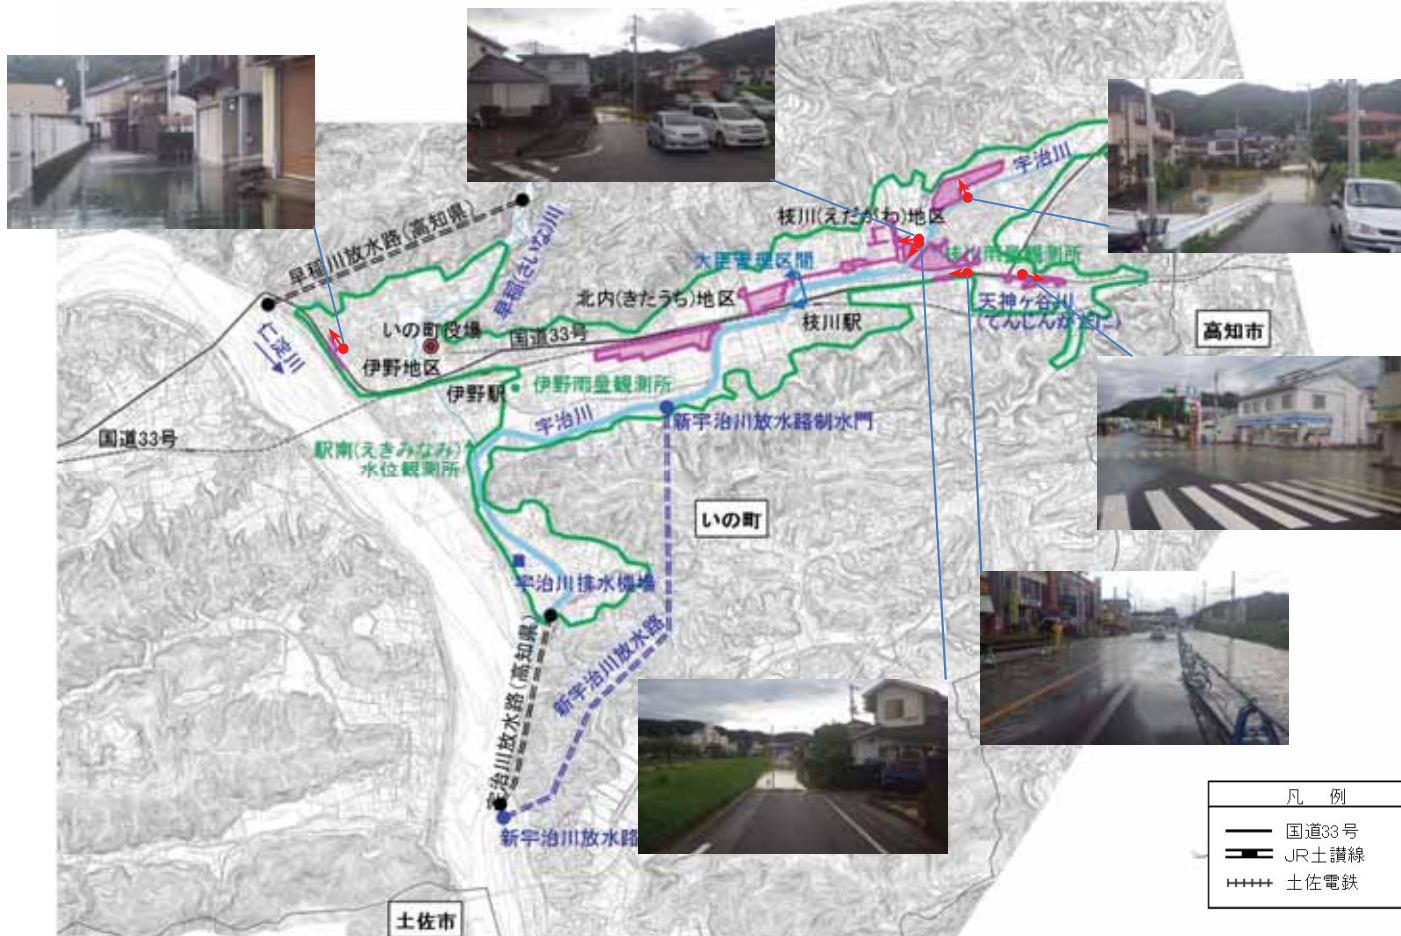 早稲川放水路(高知県)
早稲(さいな)川
仁淀川
いの町役場
伊野地区
国道33号
国道33号
伊野駅
伊野雨量観測所
宇治川
駅南(えきみなみ)
水位観測所
北内(きたうち)地区
大臣管理区間
枝川(えだがわ)地区
宇治川
枝川雨量観測所
天神ヶ谷川
(てんじんがたに)
枝川駅
高知市
新宇治川放水路制水門
いの町
宇治川排水機場
宇治川放水路(高知県)
新宇治川放水路
新宇治川放水路
土佐市
凡 例
国道33号
JR土讃線
土佐電鉄